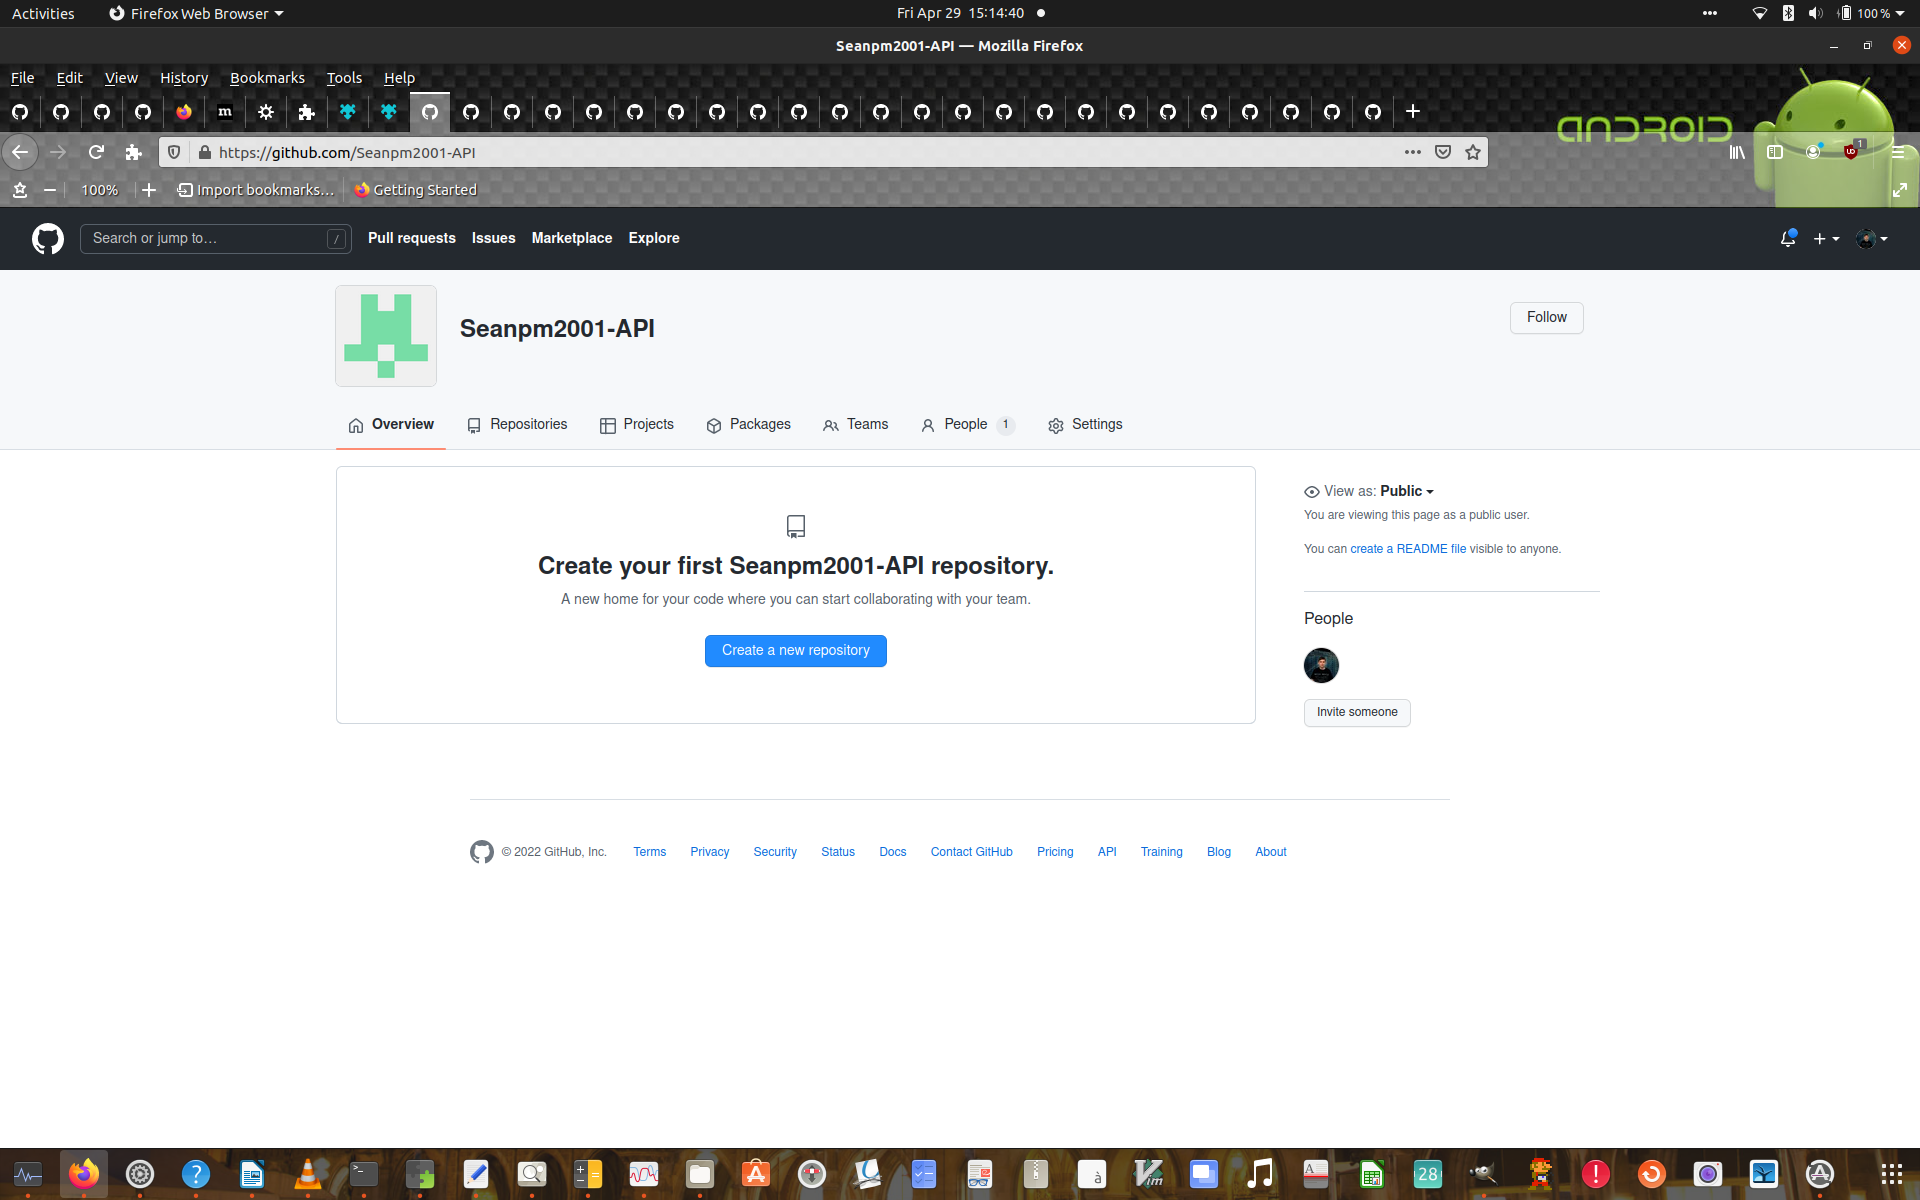 Activities Firefox Web Browser Fri Apr 29 15:14:40 100 %
Seanpm2001-API — Mozilla Firefox
File Edit View History Bookmarks Tools Help
m
ANDROID
https://github.com/Seanpm2001-API 1
100% Import bookmarks… Getting Started
Search or jump to… / Pull requests Issues Marketplace Explore
Seanpm2001-API
Follow
Overview Repositories Projects Packages Teams People 1 Settings
View as: Public
You are viewing this page as a public user.
You can create a README file visible to anyone.
Create your first Seanpm2001-API repository.
A new home for your code where you can start collaborating with your team.
Create a new repository
People
Invite someone
© 2022 GitHub, Inc. Terms Privacy Security Status Docs Contact GitHub Pricing API Training Blog About
28